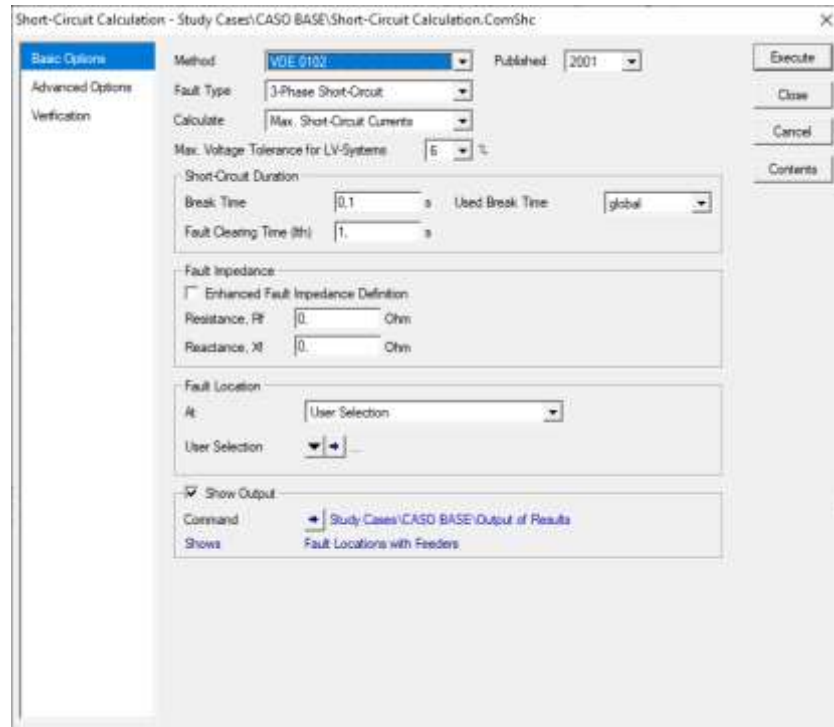 Short-Circuit Calculation - Study Cases\CASO BASE\Short-Circuit Calculation.ComShc
Basic Options
Advanced Options
Verification
Method VDE 0102 Published 2001
Fault Type 3-Phase Short-Circuit
Calculate Max. Short-Circuit Currents
Max. Voltage Tolerance for LV-Systems 6 %
Short-Circuit Duration
Break Time 0,1 s Used Break Time global
Fault Clearing Time (Ith) 1, s
Fault Impedance
Enhanced Fault Impedance Definition
Resistance, Rf 0, Ohm
Reactance, Xf 0, Ohm
Fault Location
At User Selection
User Selection ...
Show Output
Command Study Cases\CASO BASE\Output of Results
Shows Fault Locations with Feeders
Execute
Close
Cancel
Contents